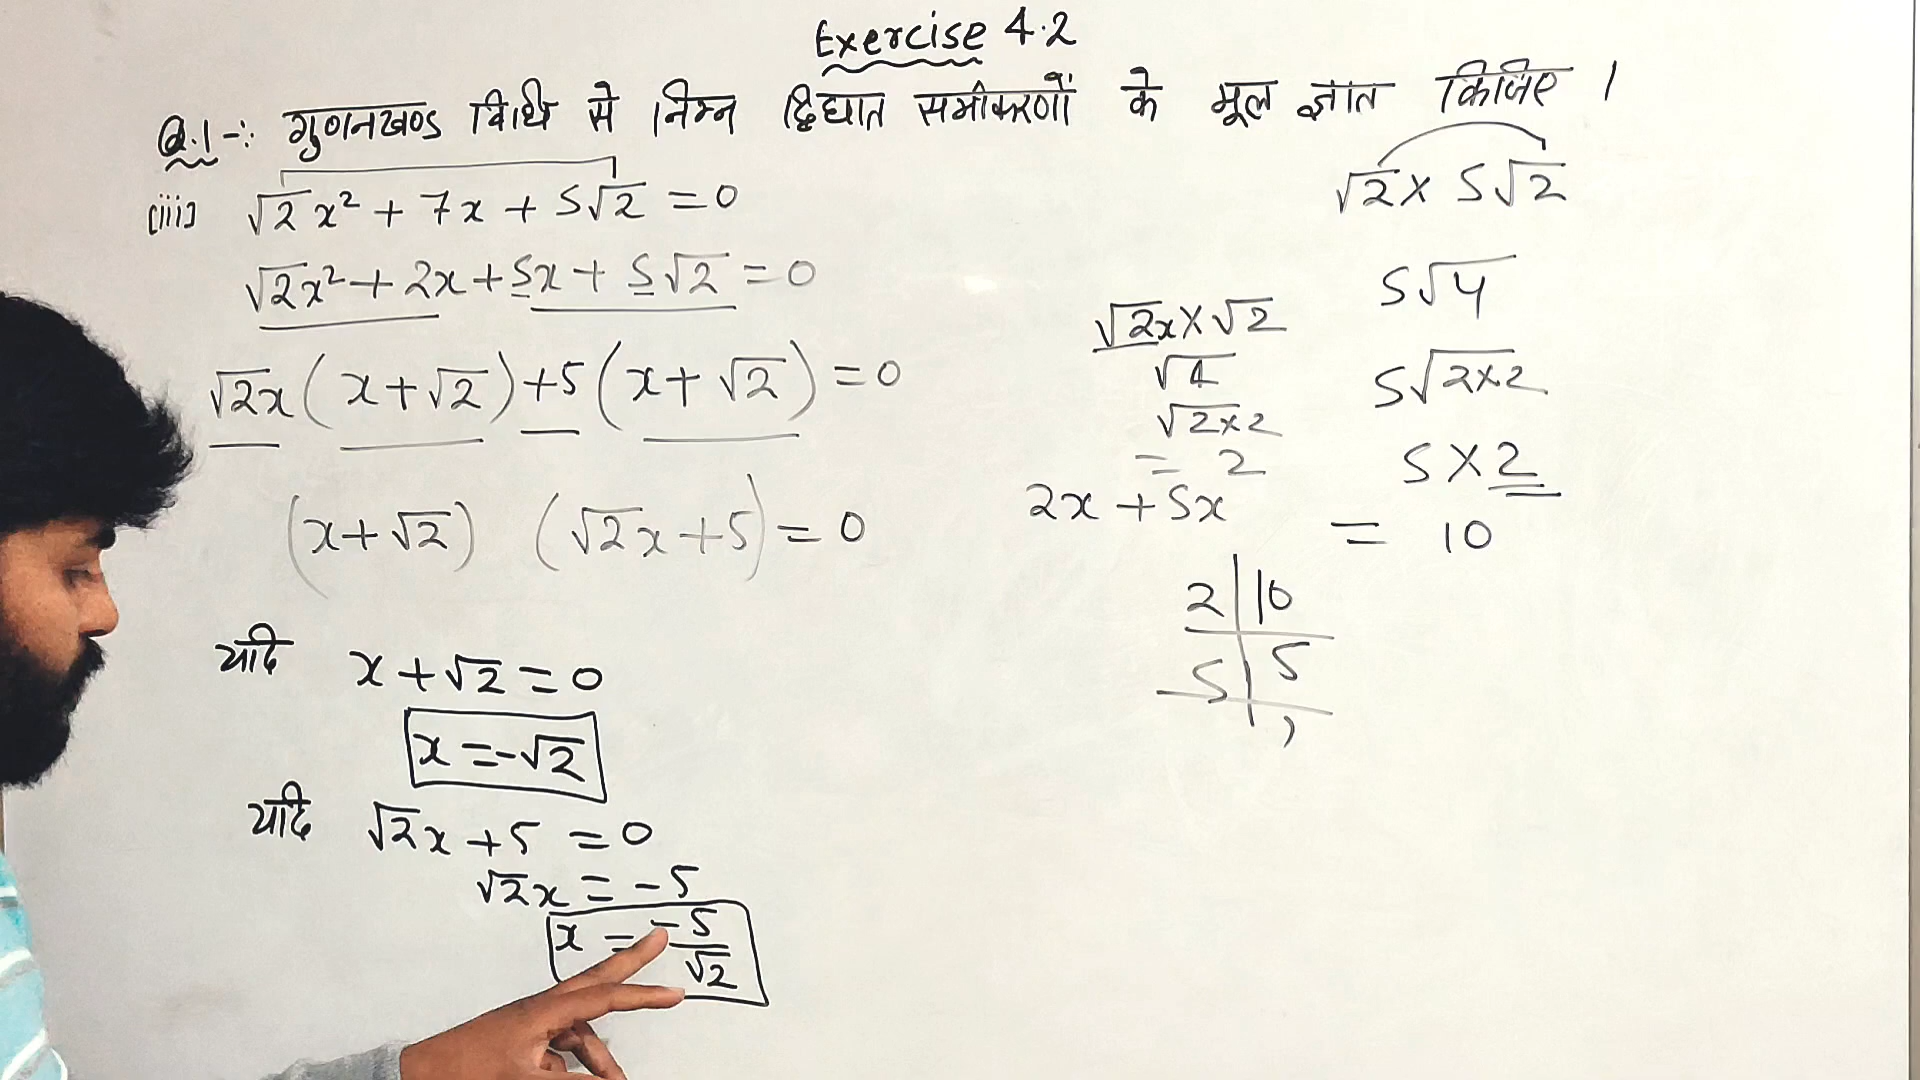 Exercise 4.2
Q.1 -: गुणनखण्ड विधि से निम्न द्विघात समीकरणों के मूल ज्ञात किजिए ।
(iii) √2x² + 7x + 5√2 = 0
√2x² + 2x + 5x + 5√2 = 0
√2x (x+√2) +5 (x+√2) = 0
(x+√2) (√2x+5) = 0
यदि x+√2 = 0
x = -√2
यदि √2x + 5 = 0
√2x = -5
x = -5/√2
√2x × √2
√4
√2×2
= 2
2x + 5x
2 | 10
5 | 5
√2 × 5√2
5√4
5√2×2
5 × 2
= 10